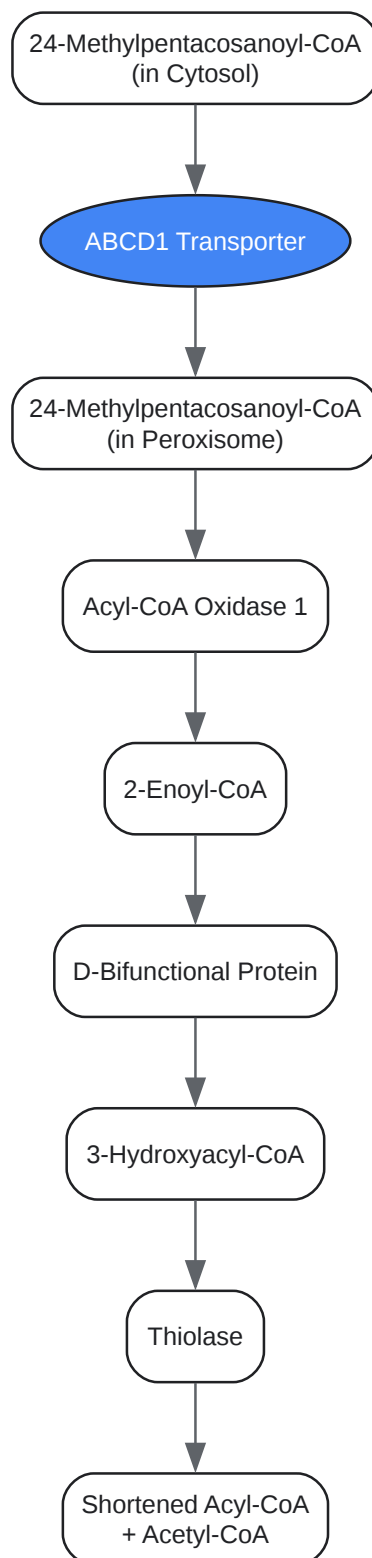 24-Methylpentacosanoyl-CoA
(in Cytosol)
ABCD1 Transporter
24-Methylpentacosanoyl-CoA
(in Peroxisome)
Acyl-CoA Oxidase 1
2-Enoyl-CoA
D-Bifunctional Protein
3-Hydroxyacyl-CoA
Thiolase
Shortened Acyl-CoA
+ Acetyl-CoA